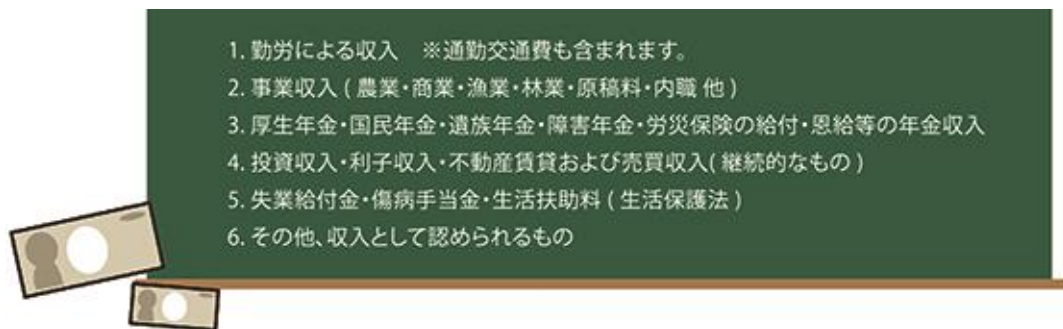 1. 勤労による収入　※通勤交通費も含まれます。
2. 事業収入 ( 農業・商業・漁業・林業・原稿料・内職 他 )
3. 厚生年金・国民年金・遺族年金・障害年金・労災保険の給付・恩給等の年金収入
4. 投資収入・利子収入・不動産賃貸および売買収入( 継続的なもの )
5. 失業給付金・傷病手当金・生活扶助料 ( 生活保護法 )
6. その他、収入として認められるもの